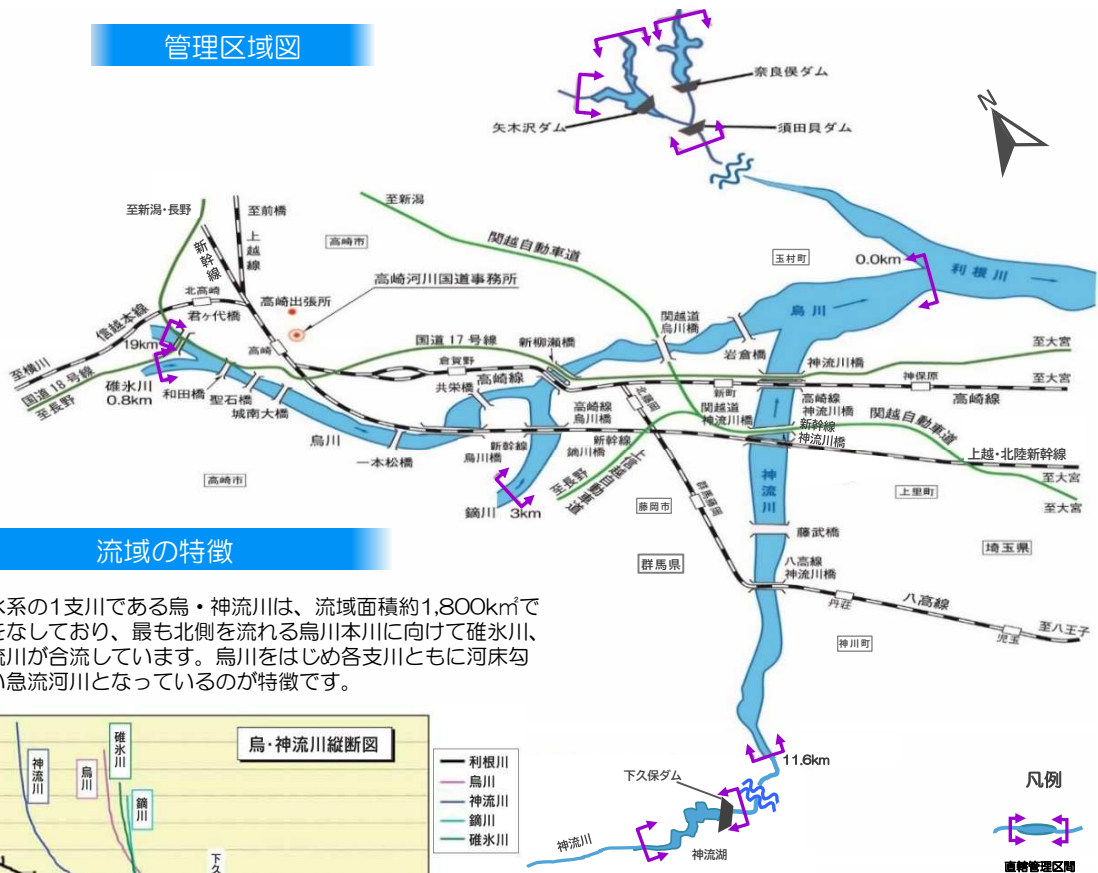 管理区域図
奈良俣ダム
矢木沢ダム
須田貝ダム
N
至新潟・長野
至前橋
新幹線
上越線
高崎市
至新潟
関越自動車道
玉村町
0.0km
利根川
高崎河川国道事務所
高崎出張所
北高崎
君ヶ代橋
信越本線
烏川
関越道
烏川橋
岩倉橋
19km
高崎
国道17号線
新柳瀬橋
至大宮
至横川
国道18号線
至長野
倉賀野
共栄橋
高崎線
神流川橋
神保原
至大宮
碓氷川
0.8km
和田橋
聖石橋
城南大橋
北藤岡
新町
高崎線
高崎線
烏川橋
関越道
神流川橋
高崎線
神流川橋
関越自動車道
烏川
一本松橋
新幹線
烏川橋
新幹線
鏑川橋
新幹線
神流川橋
上越・北陸新幹線
至大宮
至長野
上信越自動車道
群馬藤岡
神流川
高崎市
鏑川
3km
藤岡市
上里町
至大宮
藤武橋
埼玉県
群馬県
八高線
神流川橋
丹荘
八高線
児玉
至八王子
神川町
流域の特徴
水系の1支川である烏・神流川は、流域面積約1,800k㎡で
をなしており、最も北側を流れる烏川本川に向けて碓氷川、
流川が合流しています。烏川をはじめ各支川ともに河床勾
い急流河川となっているのが特徴です。
烏・神流川縦断図
神流川
烏川
碓氷川
鏑川
下久
利根川
烏川
神流川
鏑川
碓氷川
11.6km
下久保ダム
神流川
神流湖
凡例
直轄管理区間